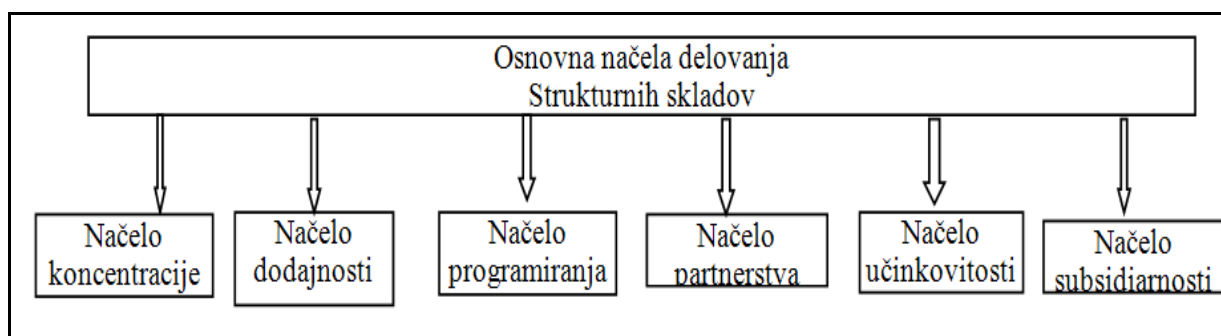 Osnovna načela delovanja
Strukturnih skladov
Načelo
koncentracije
Načelo
dodajnosti
Načelo
programiranja
Načelo
partnerstva
Načelo
učinkovitosti
Načelo
subsidiarnosti